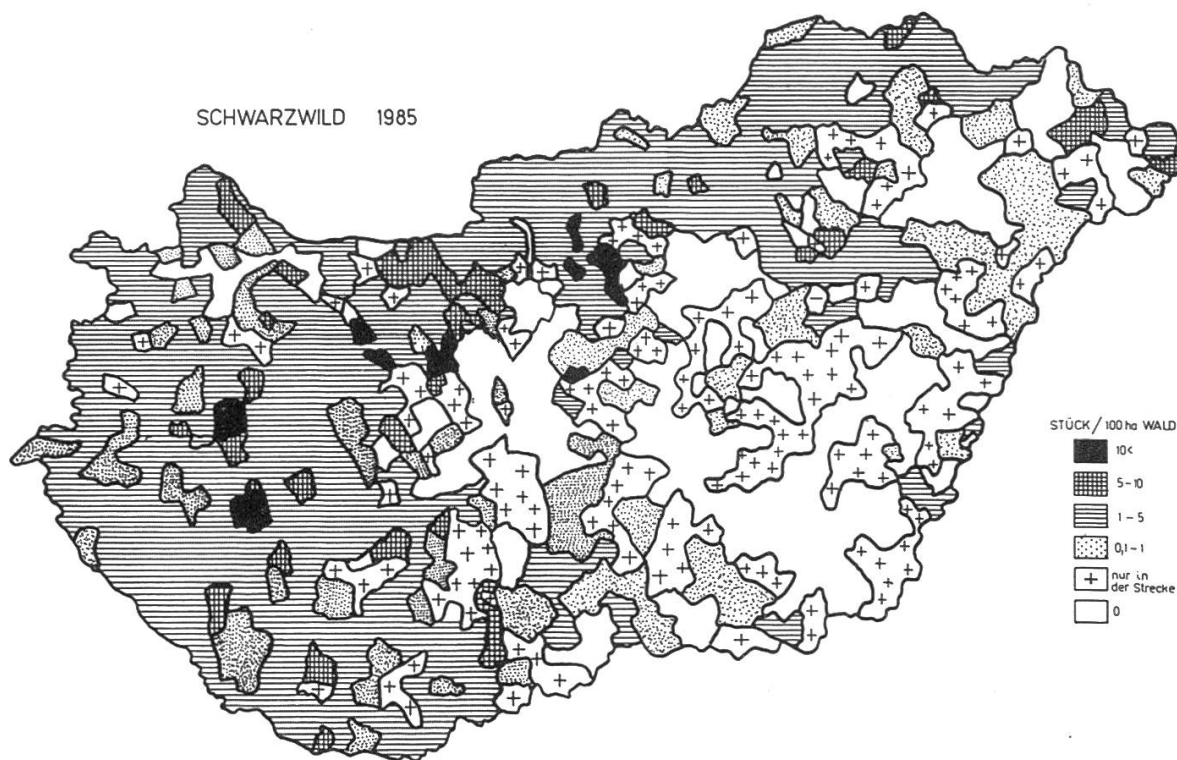 SCHWARZWILD 1985
STÜCK / 100 ha WALD
10<
5-10
1-5
0,1-1
+ nur in
der Strecke
0